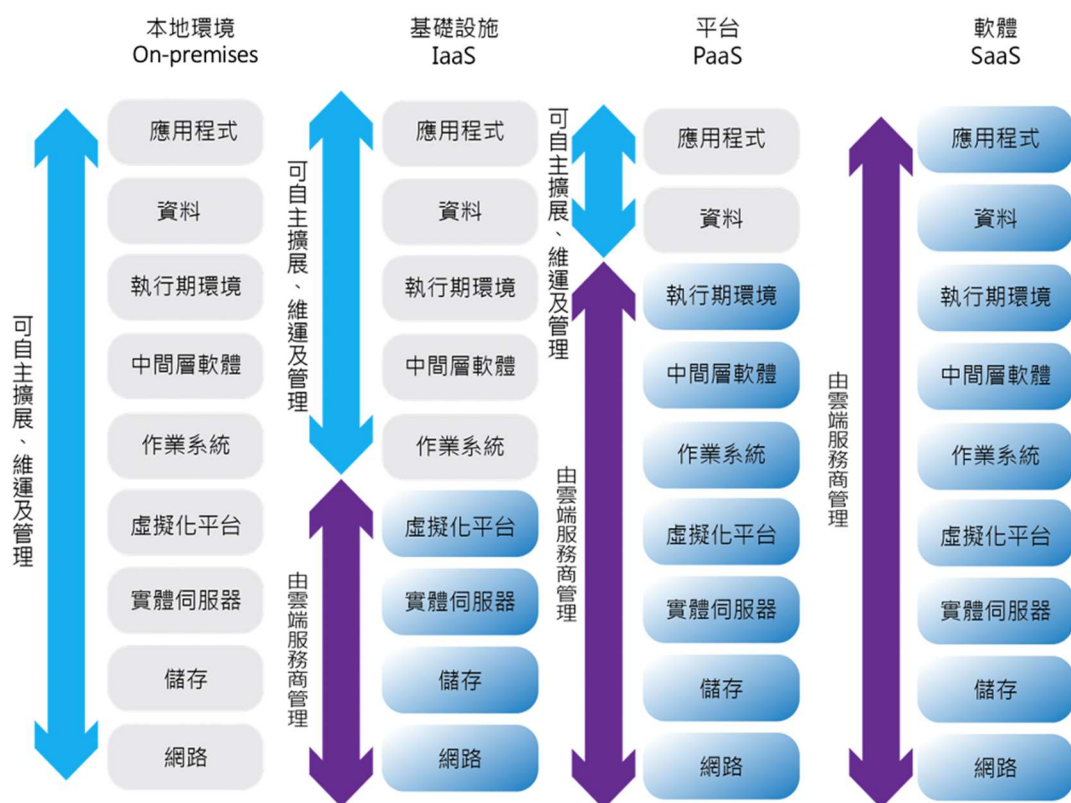 本地環境
On-premises
可自主擴展、維運及管理
應用程式
資料
執行期環境
中間層軟體
作業系統
虛擬化平台
實體伺服器
儲存
網路
基礎設施
IaaS
可自主擴展、維運及管理
由雲端服務商管理
應用程式
資料
執行期環境
中間層軟體
作業系統
虛擬化平台
實體伺服器
儲存
網路
平台
PaaS
可自主擴展、維運及管理
由雲端服務商管理
應用程式
資料
執行期環境
中間層軟體
作業系統
虛擬化平台
實體伺服器
儲存
網路
軟體
SaaS
由雲端服務商管理
應用程式
資料
執行期環境
中間層軟體
作業系統
虛擬化平台
實體伺服器
儲存
網路